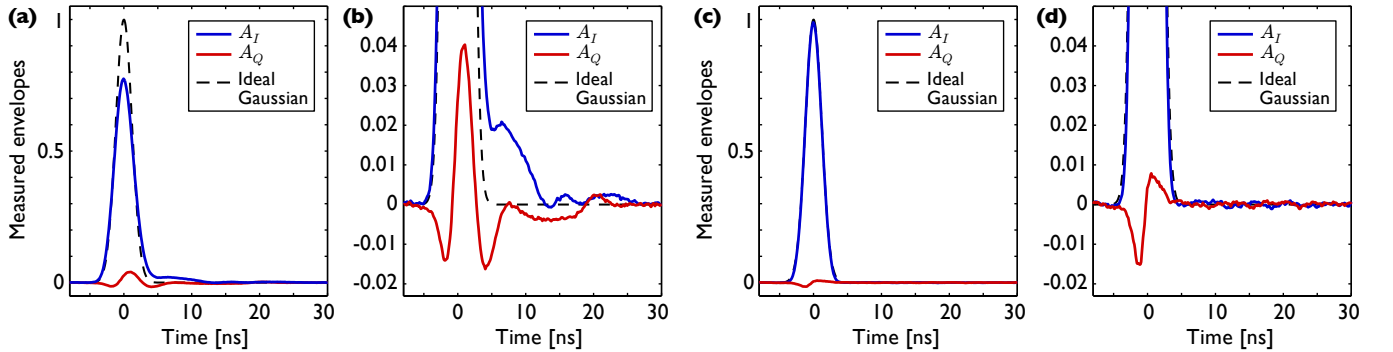 (a)
Measured envelopes
1
0.5
0
A_I
A_Q
Ideal
Gaussian
0
10
20
30
Time [ns]
(b)
0.04
0.03
0.02
0.01
0
-0.01
-0.02
A_I
A_Q
Ideal
Gaussian
0
10
20
30
Time [ns]
(c)
Measured envelopes
1
0.5
0
A_I
A_Q
Ideal
Gaussian
0
10
20
30
Time [ns]
(d)
0.04
0.03
0.02
0.01
0
-0.01
-0.02
A_I
A_Q
Ideal
Gaussian
0
10
20
30
Time [ns]